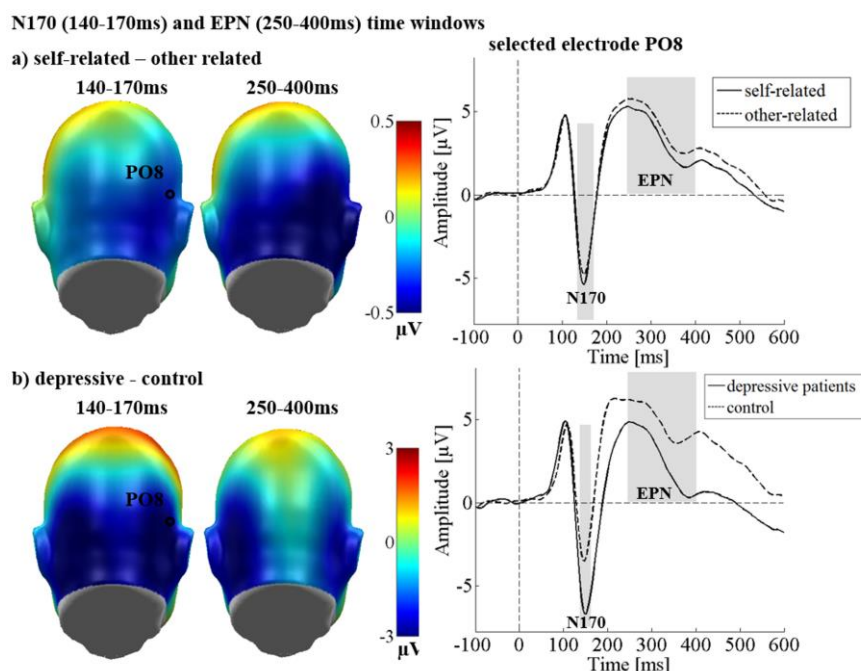 N170 (140-170ms) and EPN (250-400ms) time windows
a) self-related – other related
140-170ms
250-400ms
PO8
0.5
0
-0.5
µV
selected electrode PO8
self-related
other-related
Amplitude [µV]
5
0
-5
EPN
N170
-100 0 100 200 300 400 500 600
Time [ms]
b) depressive - control
140-170ms
250-400ms
PO8
3
0
-3
µV
depressive patients
control
Amplitude [µV]
5
0
-5
EPN
N170
-100 0 100 200 300 400 500 600
Time [ms]